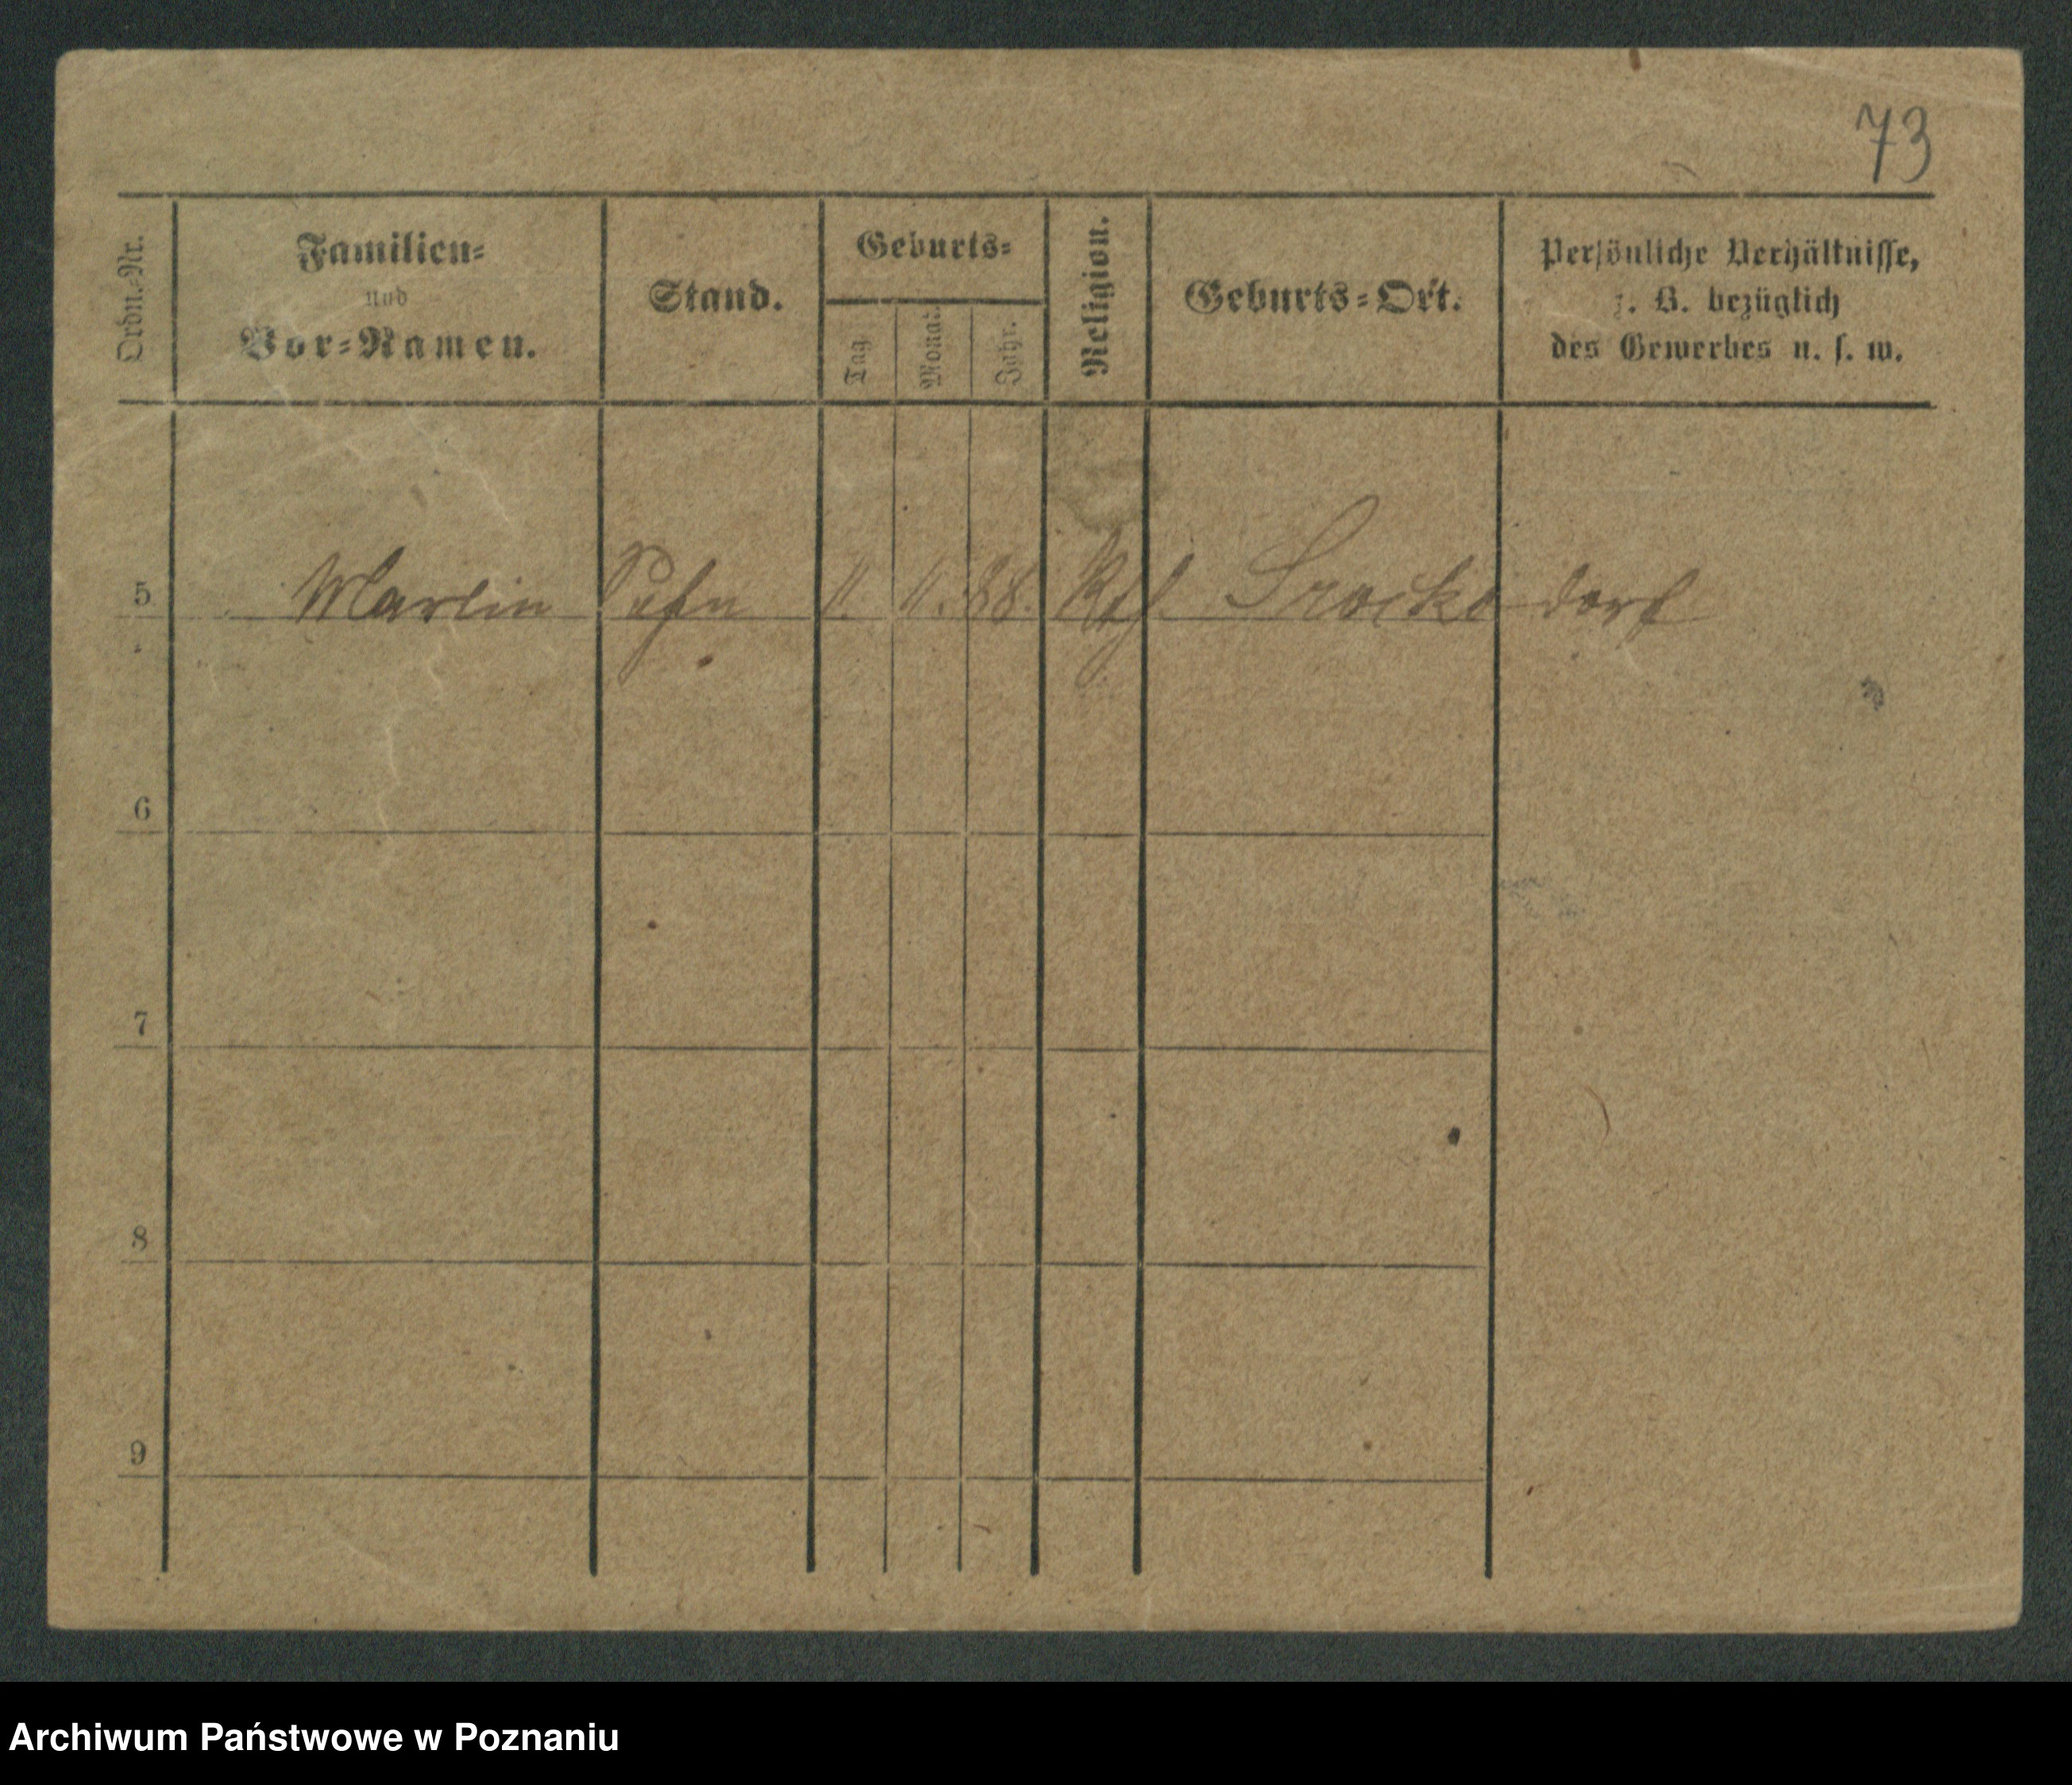 73
Ordn.-Nr.
Familien-
und
Vor-Namen.
Stand.
Geburts-
Tag.
Monat.
Jahr.
Religion.
Geburts-Ort.
Persönliche Verhältnisse,
z. B. bezüglich
des Gewerbes u. s. w.
5 Martin Sohn 11. 11. 88. Kth. Srocko dorf
6
7
8
9
Archiwum Państwowe w Poznaniu